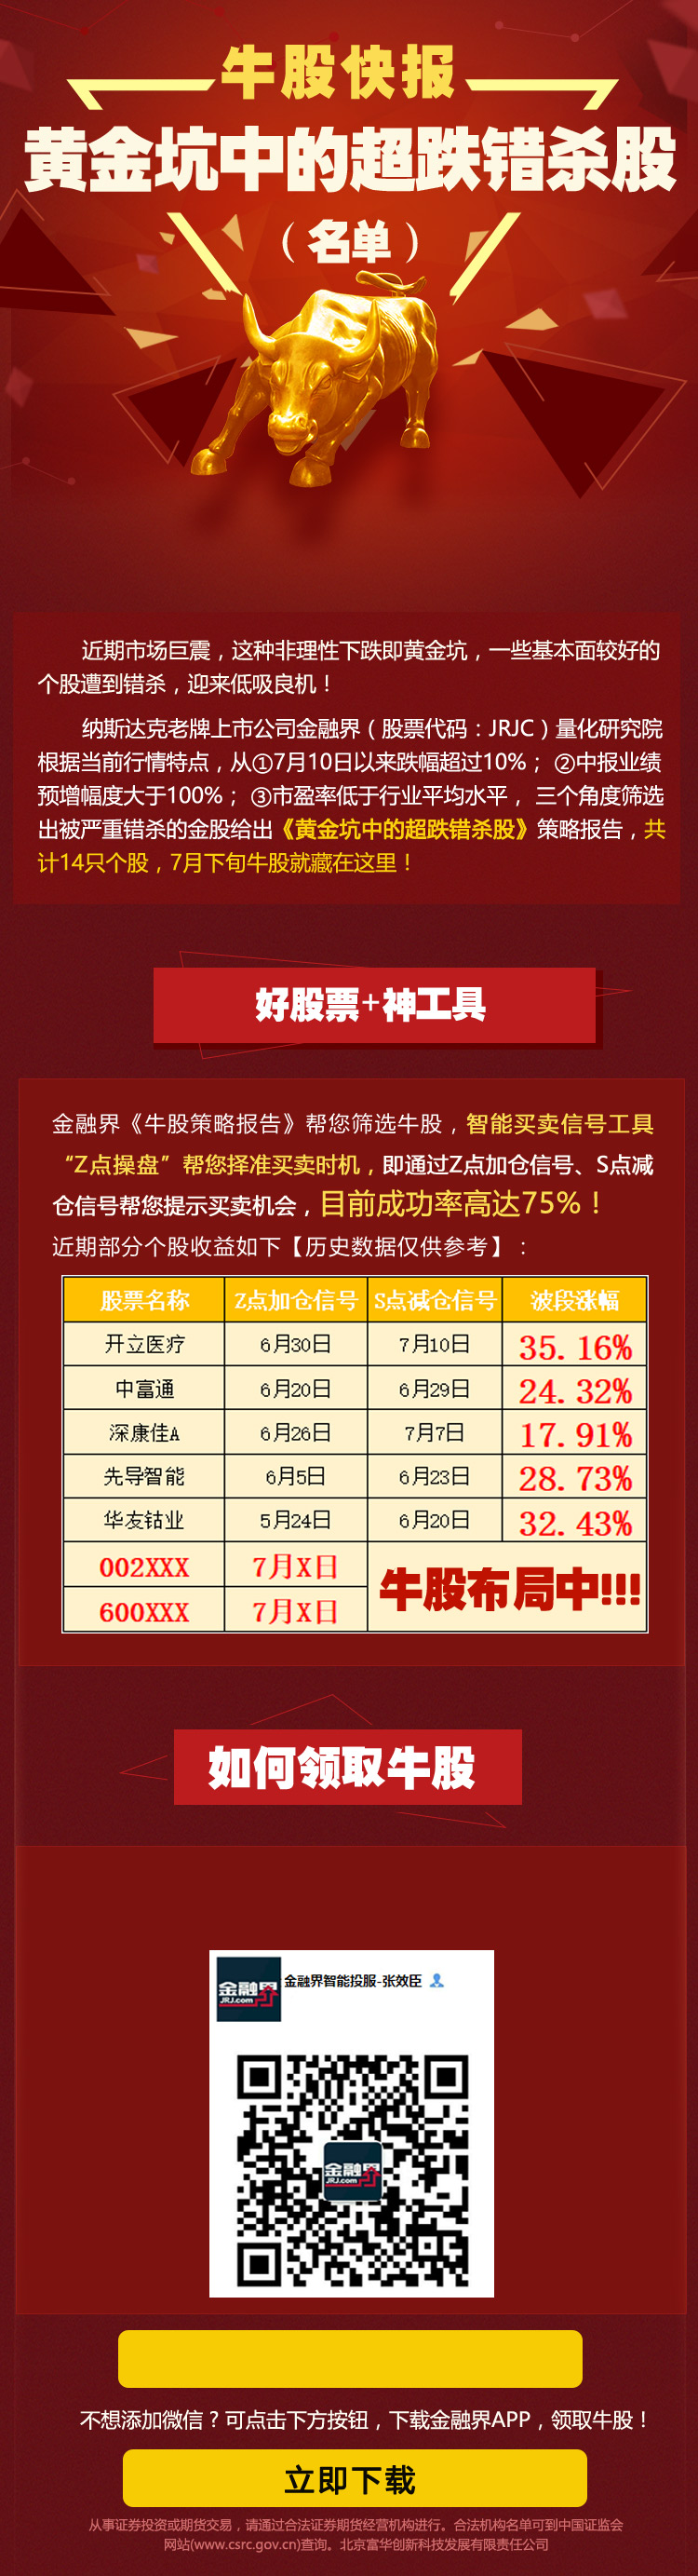 牛股快报
黄金坑中的超跌错杀股
（名单）
近期市场巨震，这种非理性下跌即黄金坑，一些基本面较好的
个股遭到错杀，迎来低吸良机！
纳斯达克老牌上市公司金融界（股票代码：JRJC）量化研究院
根据当前行情特点，从①7月10日以来跌幅超过10%； ②中报业绩
预增幅度大于100%； ③市盈率低于行业平均水平， 三个角度筛选
出被严重错杀的金股给出《黄金坑中的超跌错杀股》策略报告，共
计14只个股，7月下旬牛股就藏在这里！
好股票+神工具
金融界《牛股策略报告》帮您筛选牛股，智能买卖信号工具
“Z点操盘”帮您择准买卖时机，即通过Z点加仓信号、S点减
仓信号帮您提示买卖机会，目前成功率高达75%！
近期部分个股收益如下【历史数据仅供参考】：
股票名称 Z点加仓信号 S点减仓信号 波段涨幅
开立医疗 6月30日 7月10日 35.16%
中富通 6月20日 6月29日 24.32%
深康佳A 6月26日 7月7日 17.91%
先导智能 6月5日 6月23日 28.73%
华友钴业 5月24日 6月20日 32.43%
002XXX 7月X日
600XXX 7月X日
牛股布局中!!!
如何领取牛股
金融界
JRJ.com
金融界智能投服-张效臣
金融界
JRJ.com
不想添加微信？可点击下方按钮，下载金融界APP，领取牛股！
立即下载
从事证券投资或期货交易，请通过合法证券期货经营机构进行。合法机构名单可到中国证监会
网站(www.csrc.gov.cn)查询。北京富华创新科技发展有限责任公司